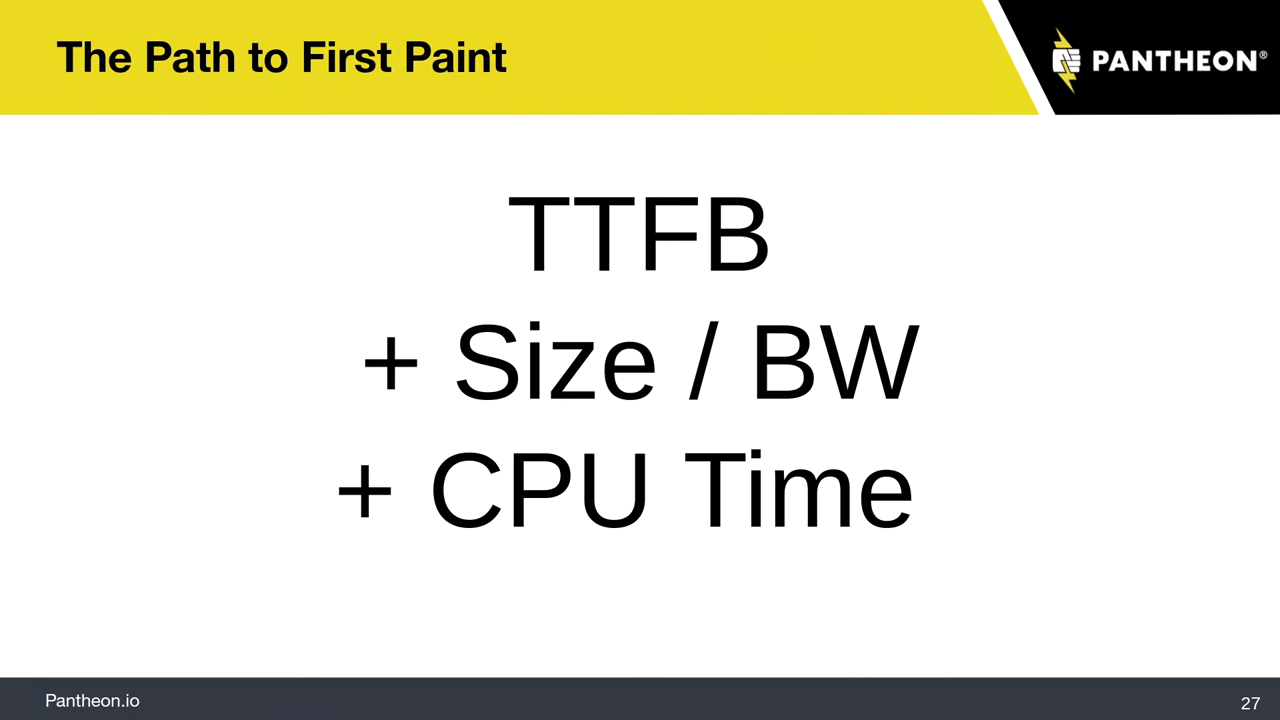 The Path to First Paint
PANTHEON®
TTFB
+ Size / BW
+ CPU Time
Pantheon.io
27